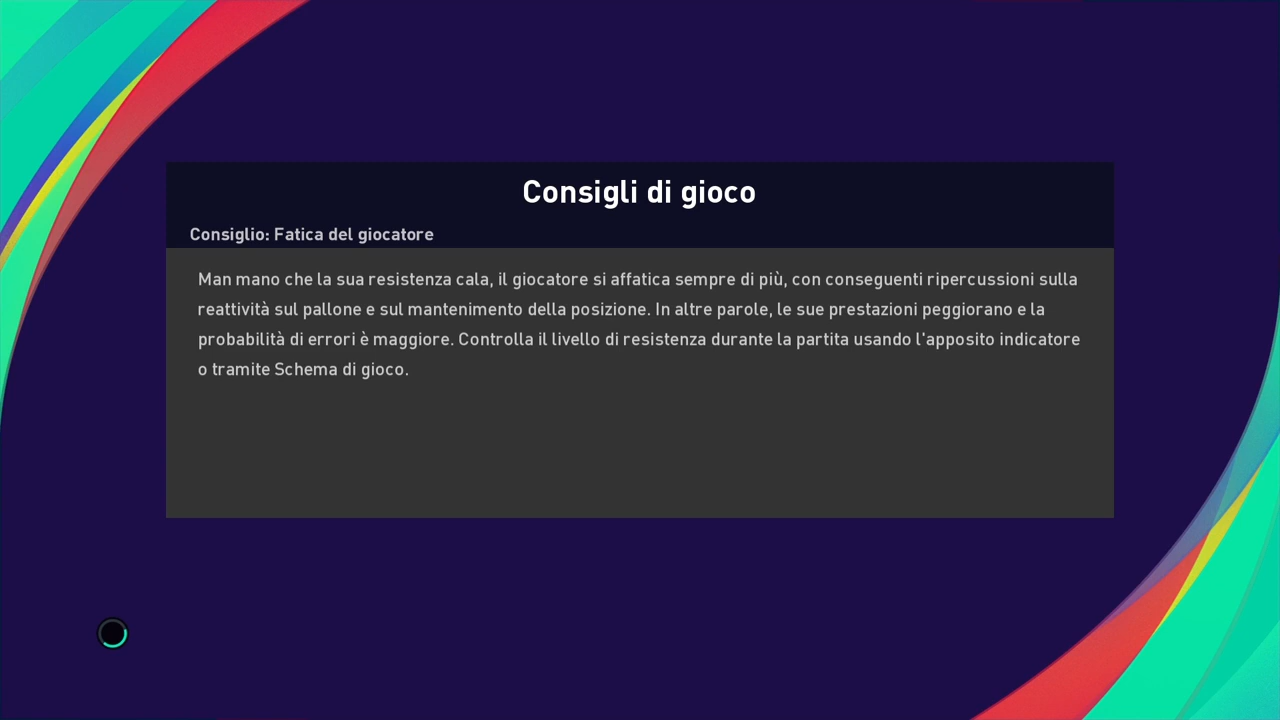 Consigli di gioco
Consiglio: Fatica del giocatore
Man mano che la sua resistenza cala, il giocatore si affatica sempre di più, con conseguenti ripercussioni sulla
reattività sul pallone e sul mantenimento della posizione. In altre parole, le sue prestazioni peggiorano e la
probabilità di errori è maggiore. Controlla il livello di resistenza durante la partita usando l'apposito indicatore
o tramite Schema di gioco.